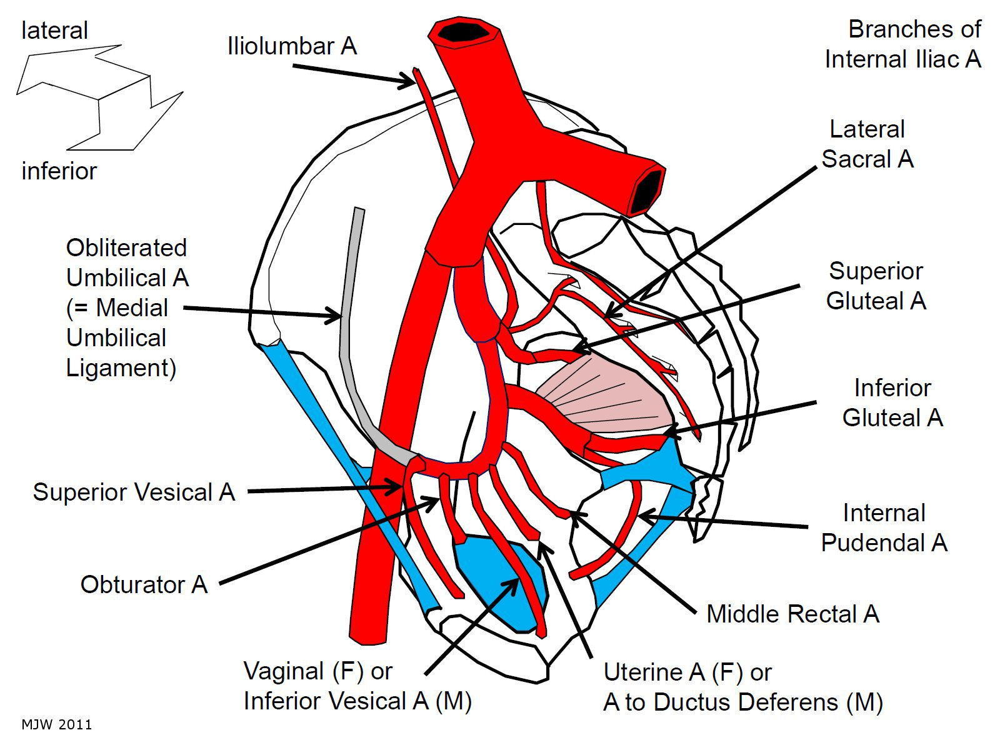 lateral
inferior
Iliolumbar A
Branches of
Internal Iliac A
Lateral
Sacral A
Obliterated
Umbilical A
(= Medial
Umbilical
Ligament)
Superior
Gluteal A
Inferior
Gluteal A
Superior Vesical A
Internal
Pudendal A
Obturator A
Middle Rectal A
Vaginal (F) or
Inferior Vesical A (M)
Uterine A (F) or
A to Ductus Deferens (M)
MJW 2011